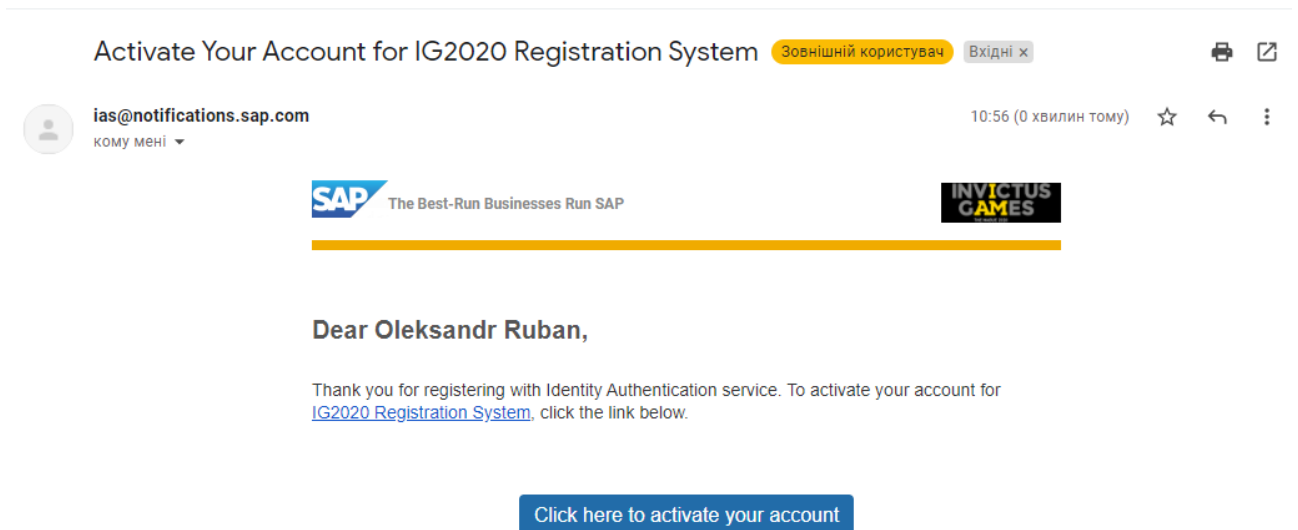 Activate Your Account for IG2020 Registration System Зовнішній користувач Вхідні x
ias@notifications.sap.com 10:56 (0 хвилин тому)
кому мені
SAP The Best-Run Businesses Run SAP INVICTUS
GAMES
Dear Oleksandr Ruban,
Thank you for registering with Identity Authentication service. To activate your account for
IG2020 Registration System, click the link below.
Click here to activate your account